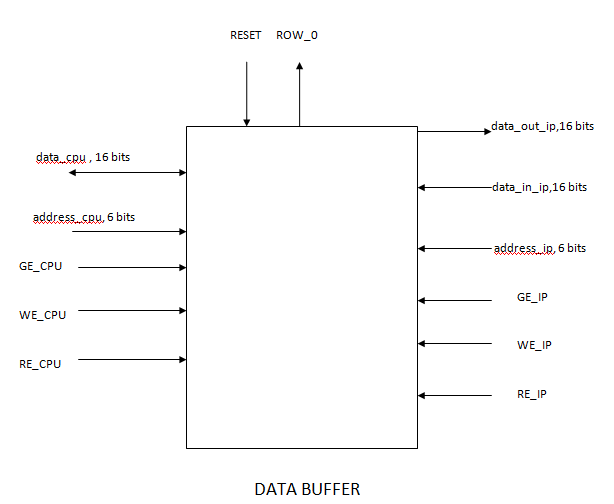 RESET ROW_0
data_out_ip,16 bits
data_cpu , 16 bits
data_in_ip,16 bits
address_cpu, 6 bits
address_ip, 6 bits
GE_CPU
GE_IP
WE_CPU
WE_IP
RE_CPU
RE_IP
DATA BUFFER